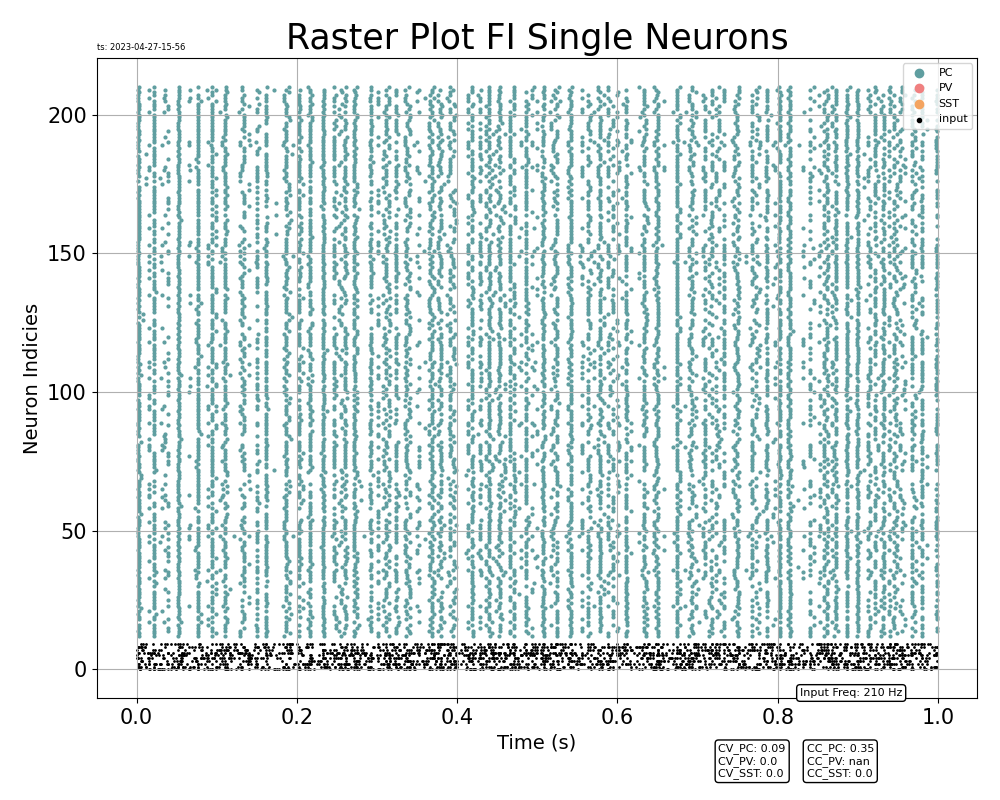 Raster Plot FI Single Neurons
ts: 2023-04-27-15-56
PC
PV
SST
input
200
150
100
50
0
Neuron Indicies
0.0 0.2 0.4 0.6 0.8 1.0
Input Freq: 210 Hz
Time (s)
CV_PC: 0.09
CV_PV: 0.0
CV_SST: 0.0
CC_PC: 0.35
CC_PV: nan
CC_SST: 0.0